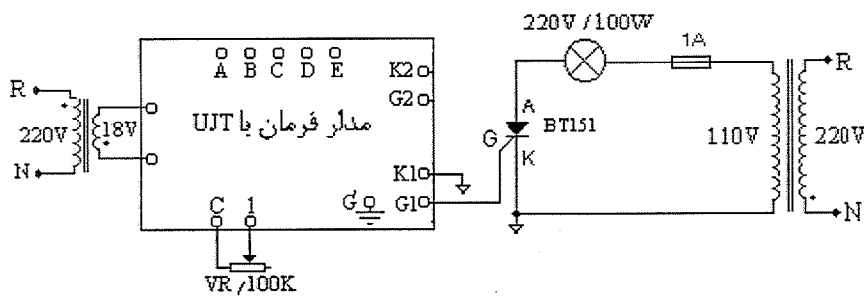 220V/100W
1A
A B C D E
K2
G2
R
220V
18V
N
مدار فرمان با UJT
A
G
BT151
K
110V
R
220V
N
K1
G
G1
C 1
VR/100K